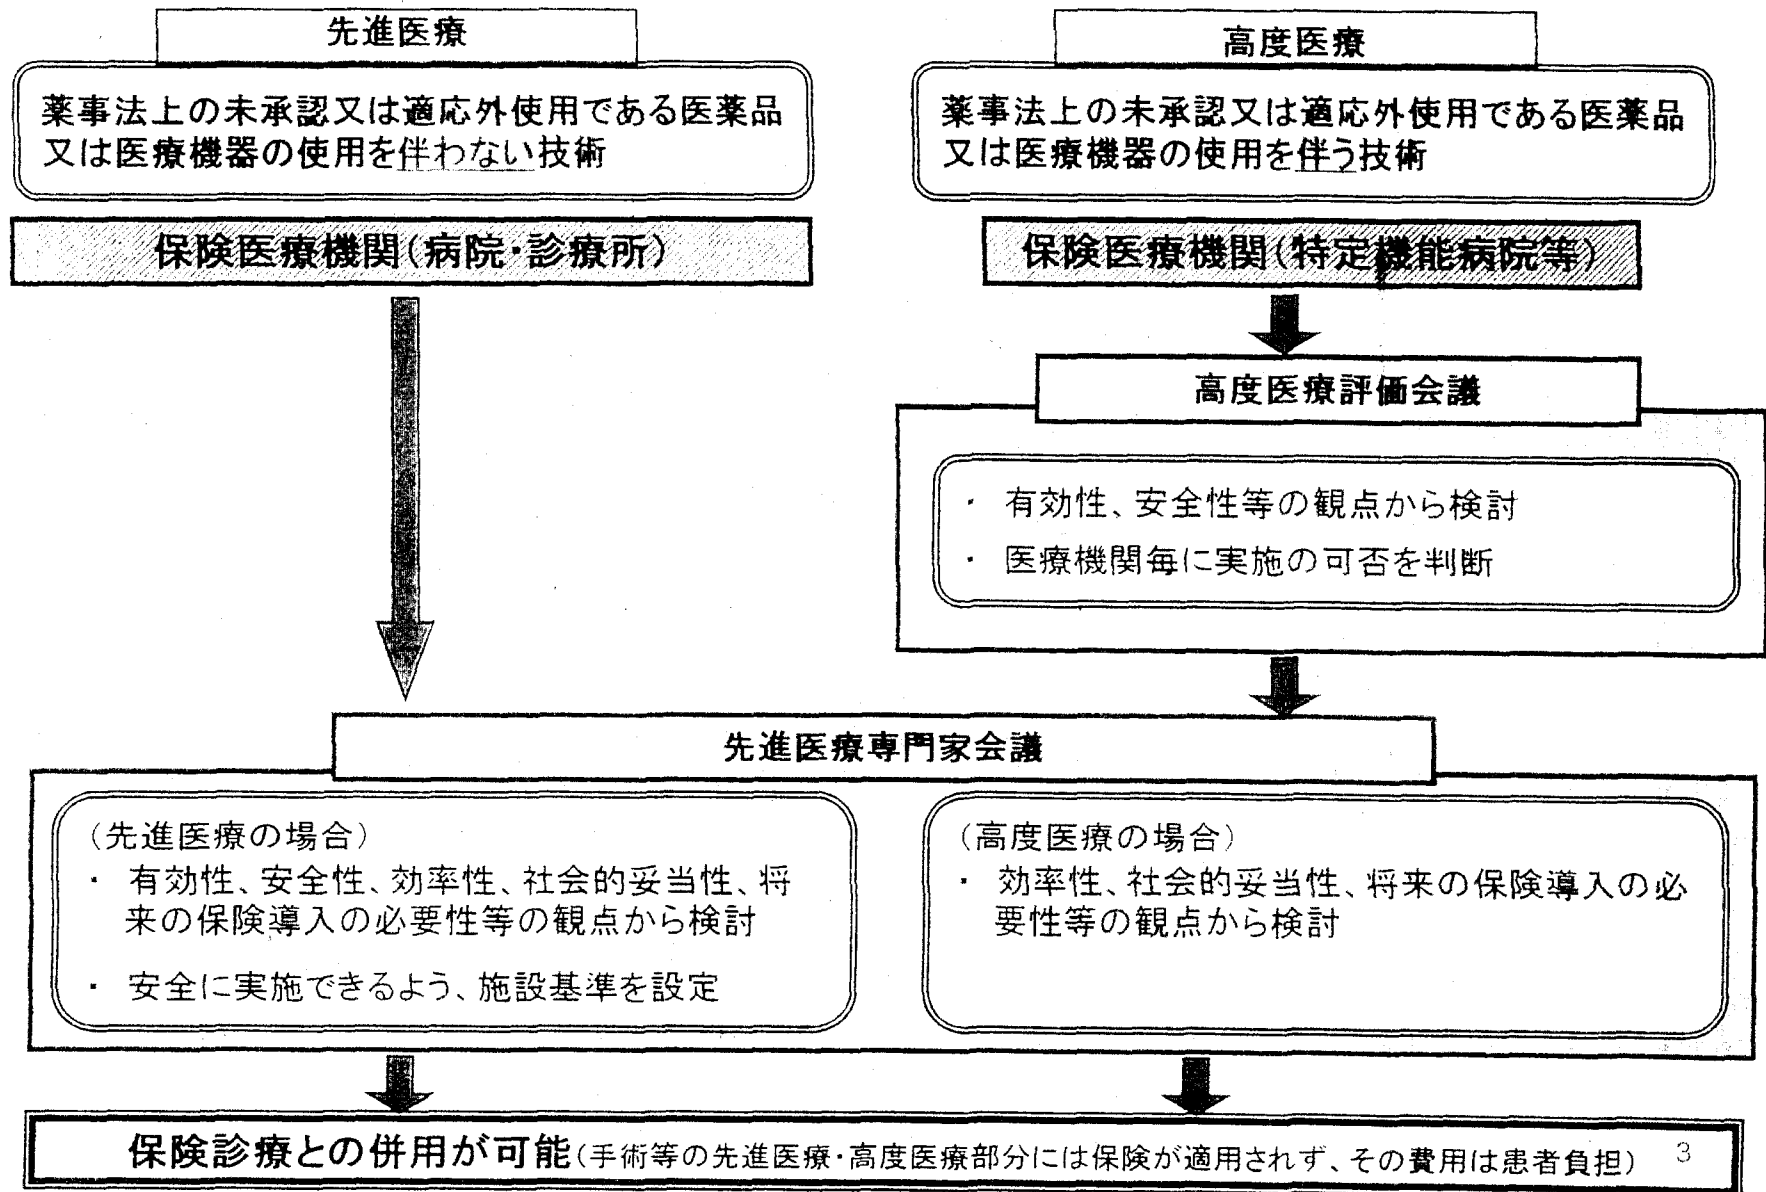 先進医療
薬事法上の未承認又は適応外使用である医薬品
又は医療機器の使用を伴わない技術
保険医療機関(病院・診療所)
高度医療
薬事法上の未承認又は適応外使用である医薬品
又は医療機器の使用を伴う技術
保険医療機関(特定機能病院等)
高度医療評価会議
・ 有効性、安全性等の観点から検討
・ 医療機関毎に実施の可否を判断
先進医療専門家会議
(先進医療の場合)
・ 有効性、安全性、効率性、社会的妥当性、将
来の保険導入の必要性等の観点から検討
・ 安全に実施できるよう、施設基準を設定
(高度医療の場合)
・ 効率性、社会的妥当性、将来の保険導入の必
要性等の観点から検討
保険診療との併用が可能(手術等の先進医療・高度医療部分には保険が適用されず、その費用は患者負担)
3